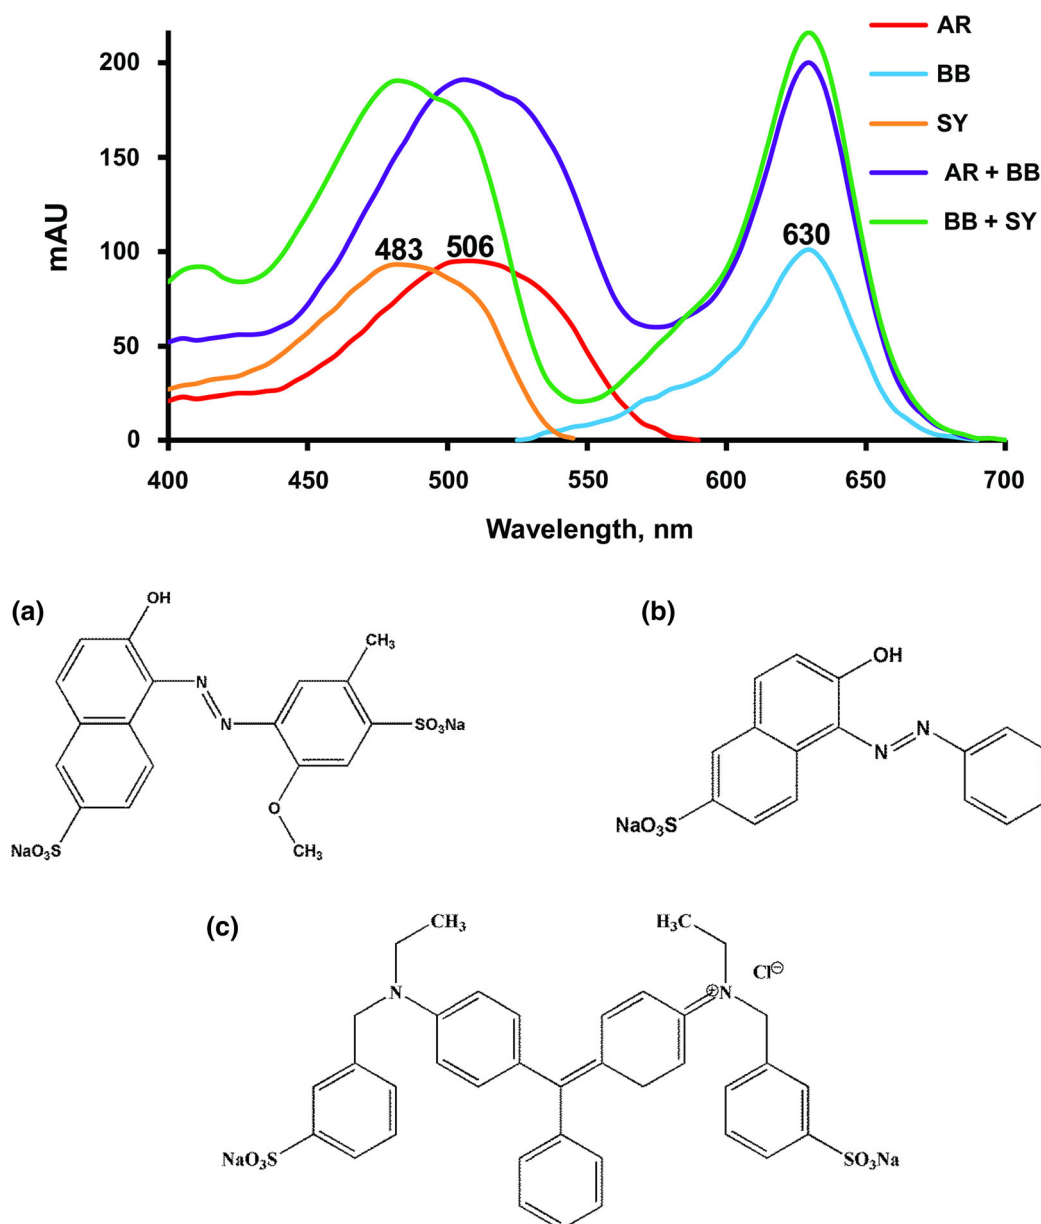 200
150
100
50
0
mAU
400
450
500
550
600
650
700
Wavelength, nm
483
506
630
AR
BB
SY
AR + BB
BB + SY
(a)
OH
CH₃
N
N
SO₃Na
O
CH₃
NaO₃S
(b)
OH
N
N
NaO₃S
(c)
CH₃
H₃C
Cl⊖
N
⊕N
NaO₃S
SO₃Na